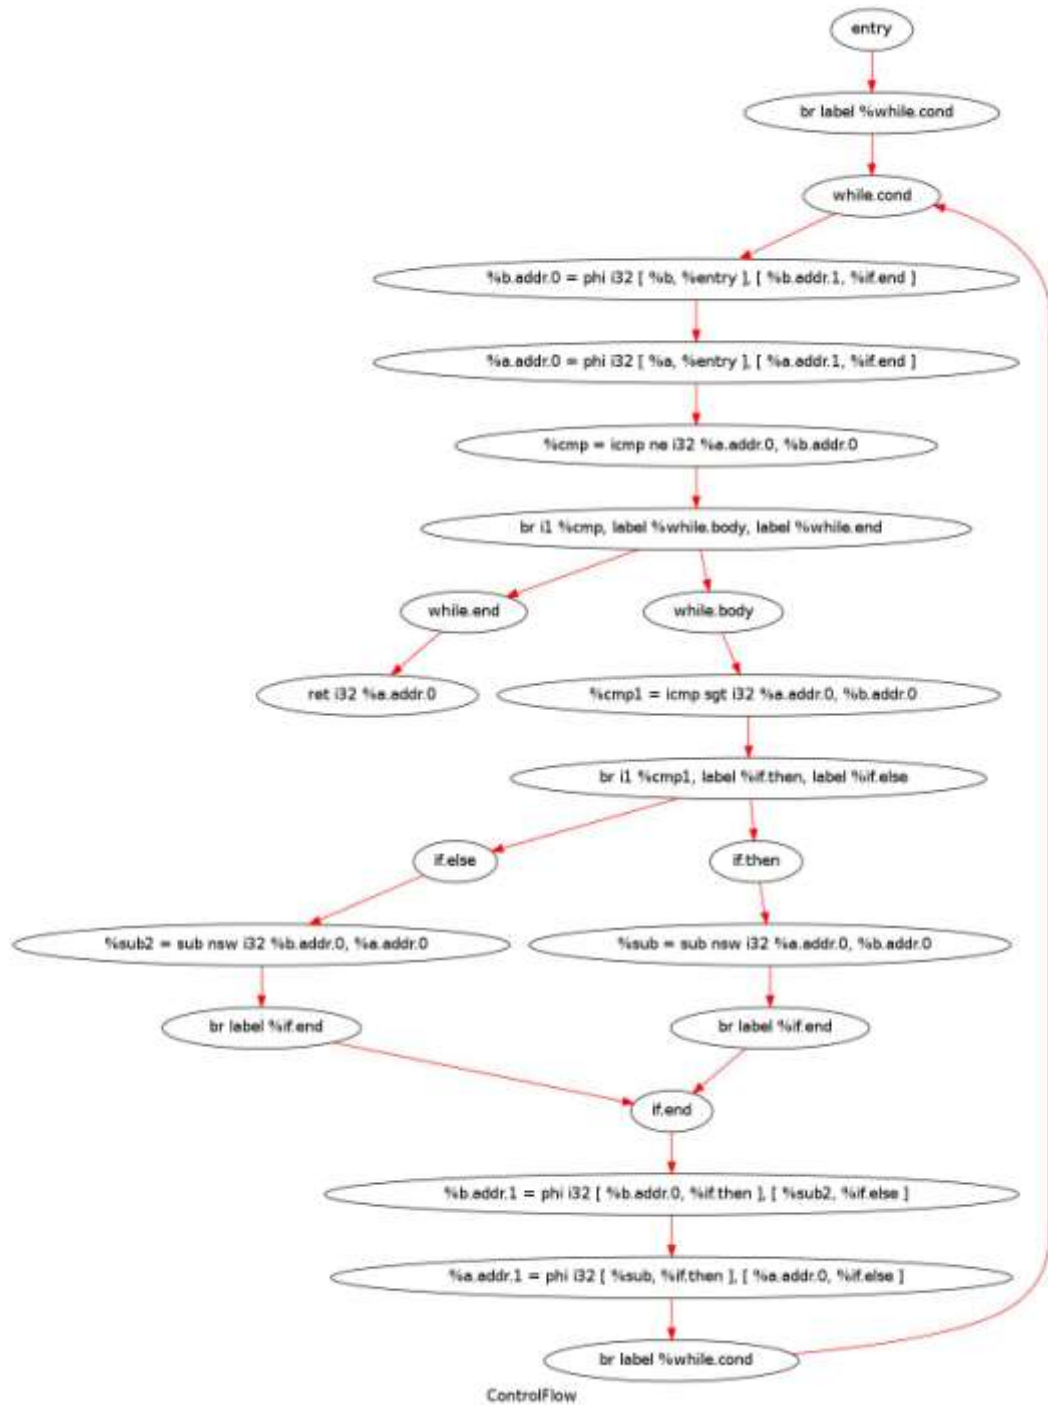 entry
br label %while.cond
while.cond
%b.addr.0 = phi i32 [ %b, %entry ], [ %b.addr.1, %if.end ]
%a.addr.0 = phi i32 [ %a, %entry ], [ %a.addr.1, %if.end ]
%cmp = icmp ne i32 %a.addr.0, %b.addr.0
br i1 %cmp, label %while.body, label %while.end
while.end
while.body
ret i32 %a.addr.0
%cmp1 = icmp sgt i32 %a.addr.0, %b.addr.0
br i1 %cmp1, label %if.then, label %if.else
if.else
if.then
%sub2 = sub nsw i32 %b.addr.0, %a.addr.0
%sub = sub nsw i32 %a.addr.0, %b.addr.0
br label %if.end
br label %if.end
if.end
%b.addr.1 = phi i32 [ %b.addr.0, %if.then ], [ %sub2, %if.else ]
%a.addr.1 = phi i32 [ %sub, %if.then ], [ %a.addr.0, %if.else ]
br label %while.cond
ControlFlow